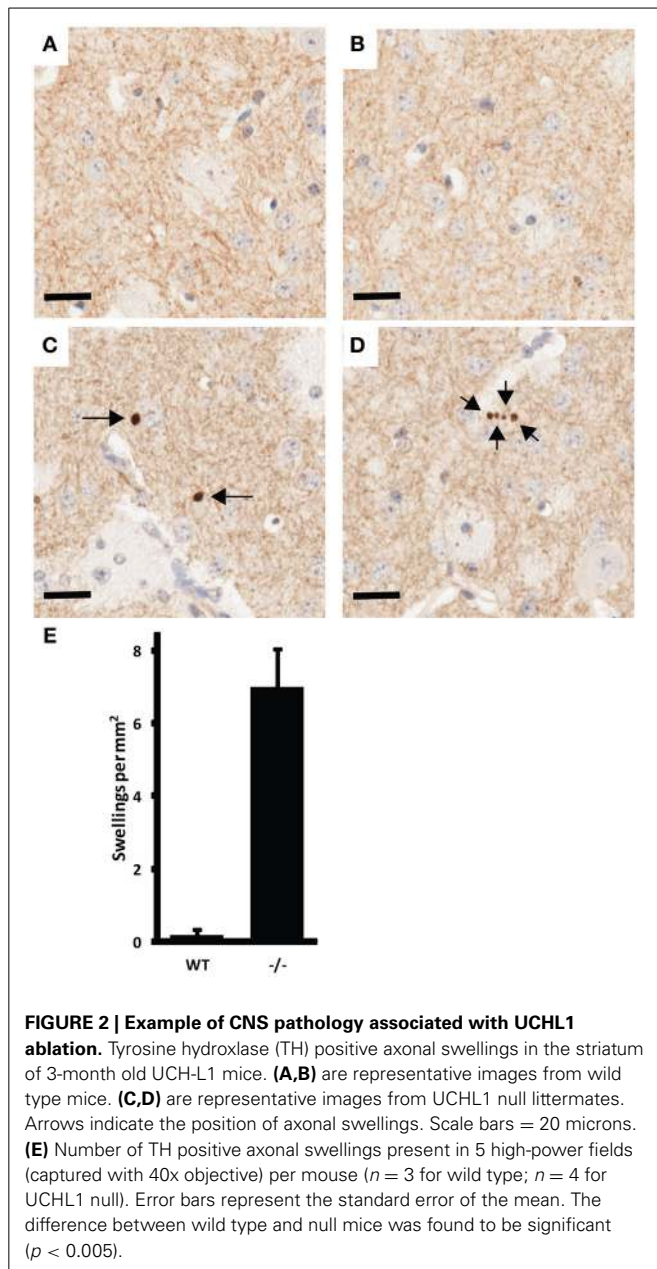 A
B
C
D
E
8
6
4
2
0
Swellings per mm²
WT
-/-
FIGURE 2 | Example of CNS pathology associated with UCHL1
ablation. Tyrosine hydroxlase (TH) positive axonal swellings in the striatum
of 3-month old UCH-L1 mice. (A,B) are representative images from wild
type mice. (C,D) are representative images from UCHL1 null littermates.
Arrows indicate the position of axonal swellings. Scale bars = 20 microns.
(E) Number of TH positive axonal swellings present in 5 high-power fields
(captured with 40x objective) per mouse (n = 3 for wild type; n = 4 for
UCHL1 null). Error bars represent the standard error of the mean. The
difference between wild type and null mice was found to be significant
(p < 0.005).